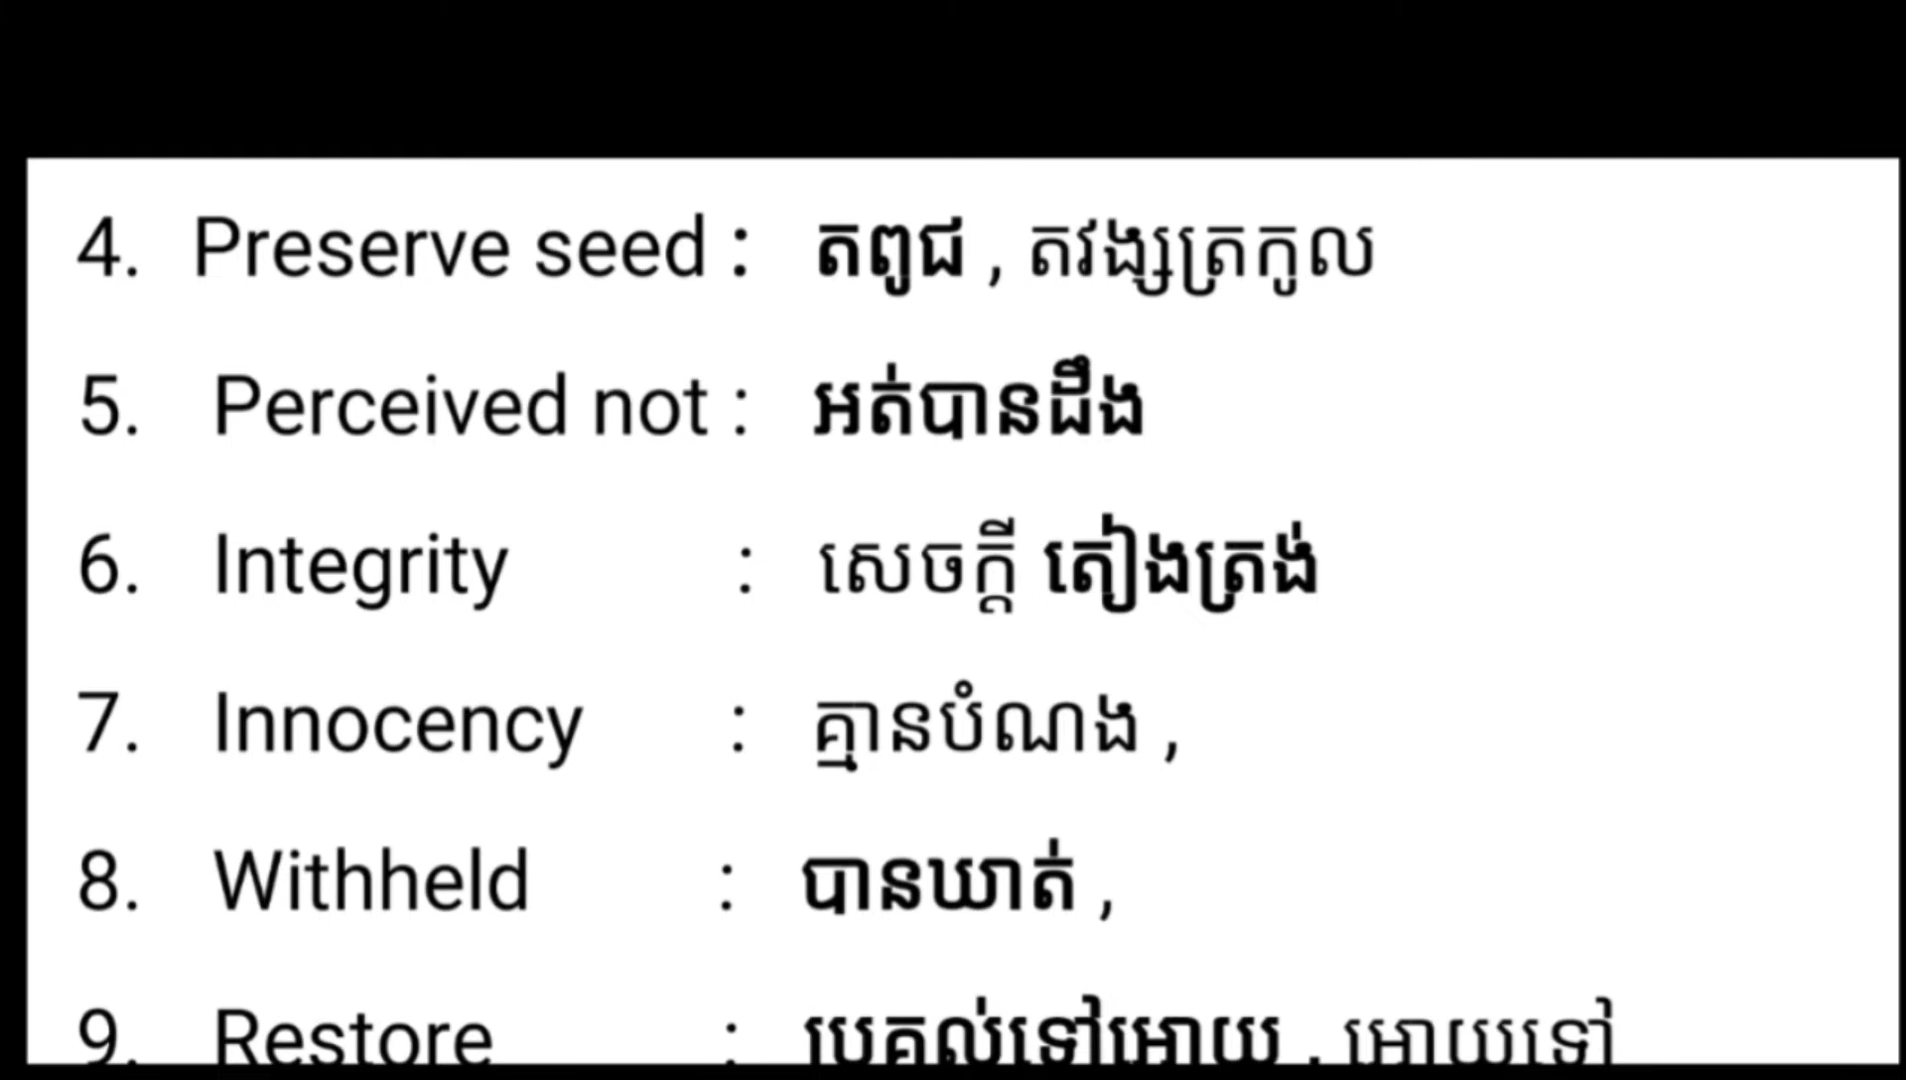 4. Preserve seed : តពូជ , តវង្សត្រកូល
5. Perceived not : អត់បានដឹង
6. Integrity : សេចក្តី តៀងត្រង់
7. Innocency : គ្មានបំណង ,
8. Withheld : បានឃាត់ ,
9. Restore : ប្រគល់ទៅអោយ , អោយទៅ